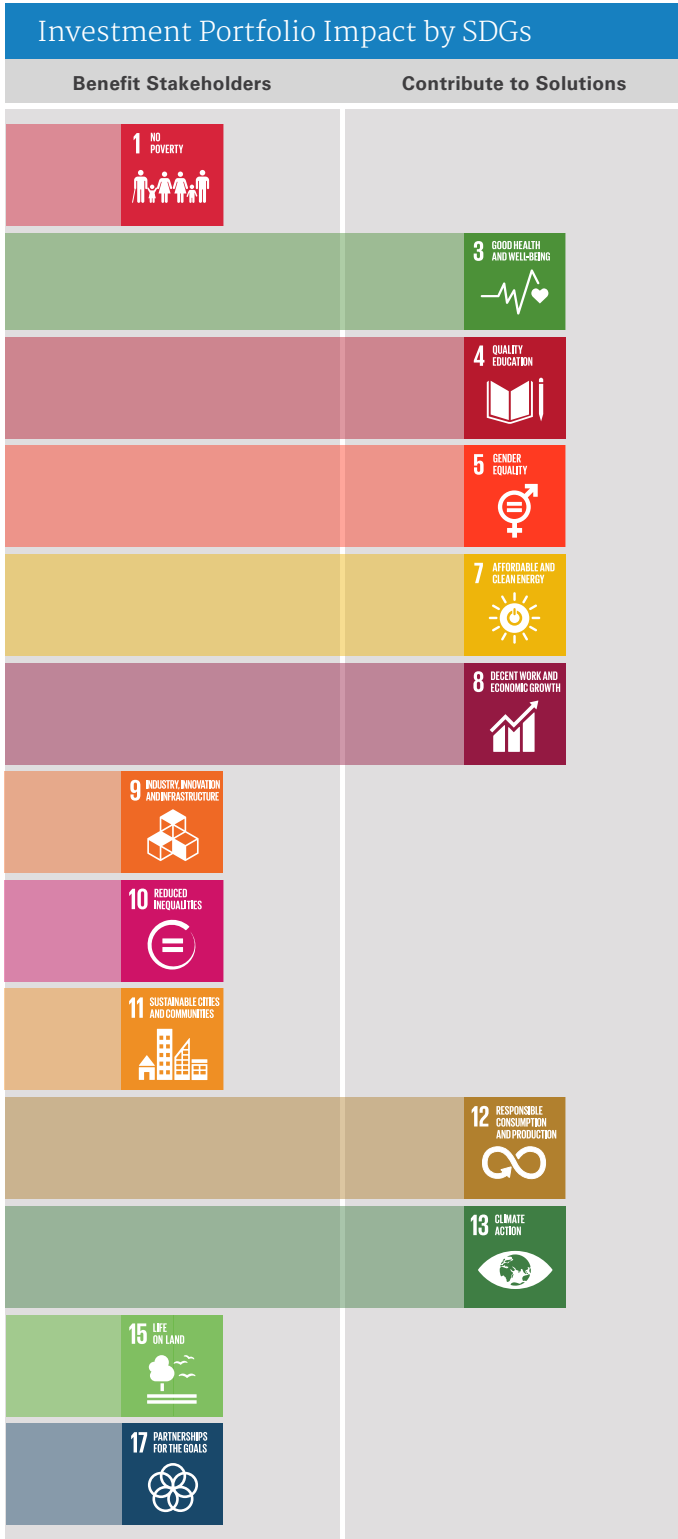 Investment Portfolio Impact by SDGs
Benefit Stakeholders
Contribute to Solutions
1 NO
POVERTY
3 GOOD HEALTH
AND WELL-BEING
4 QUALITY
EDUCATION
5 GENDER
EQUALITY
7 AFFORDABLE AND
CLEAN ENERGY
8 DECENT WORK AND
ECONOMIC GROWTH
9 INDUSTRY, INNOVATION
AND INFRASTRUCTURE
10 REDUCED
INEQUALITIES
11 SUSTAINABLE CITIES
AND COMMUNITIES
12 RESPONSIBLE
CONSUMPTION
AND PRODUCTION
13 CLIMATE
ACTION
15 LIFE
ON LAND
17 PARTNERSHIPS
FOR THE GOALS